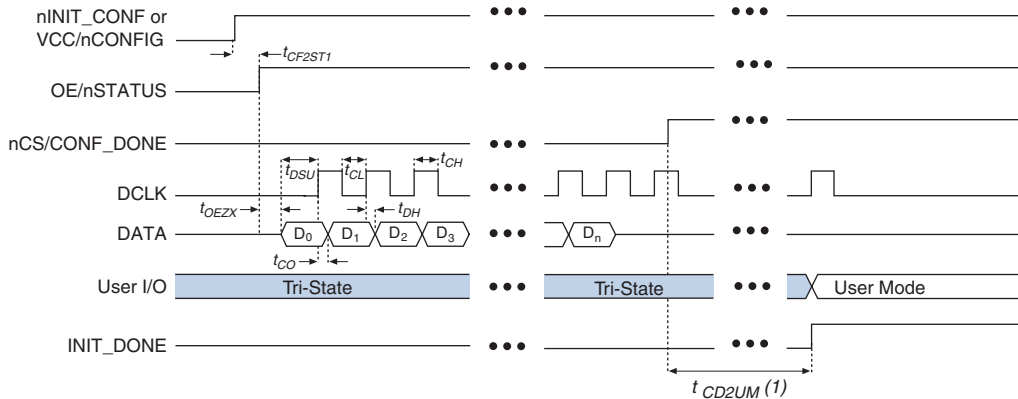 nINIT_CONF or
VCC/nCONFIG
tCF2ST1
OE/nSTATUS
nCS/CONF_DONE
tDSU
tCL
tCH
DCLK
tOEZX
tDH
DATA
D0
D1
D2
D3
Dn
tCO
User I/O
Tri-State
Tri-State
User Mode
INIT_DONE
t CD2UM (1)